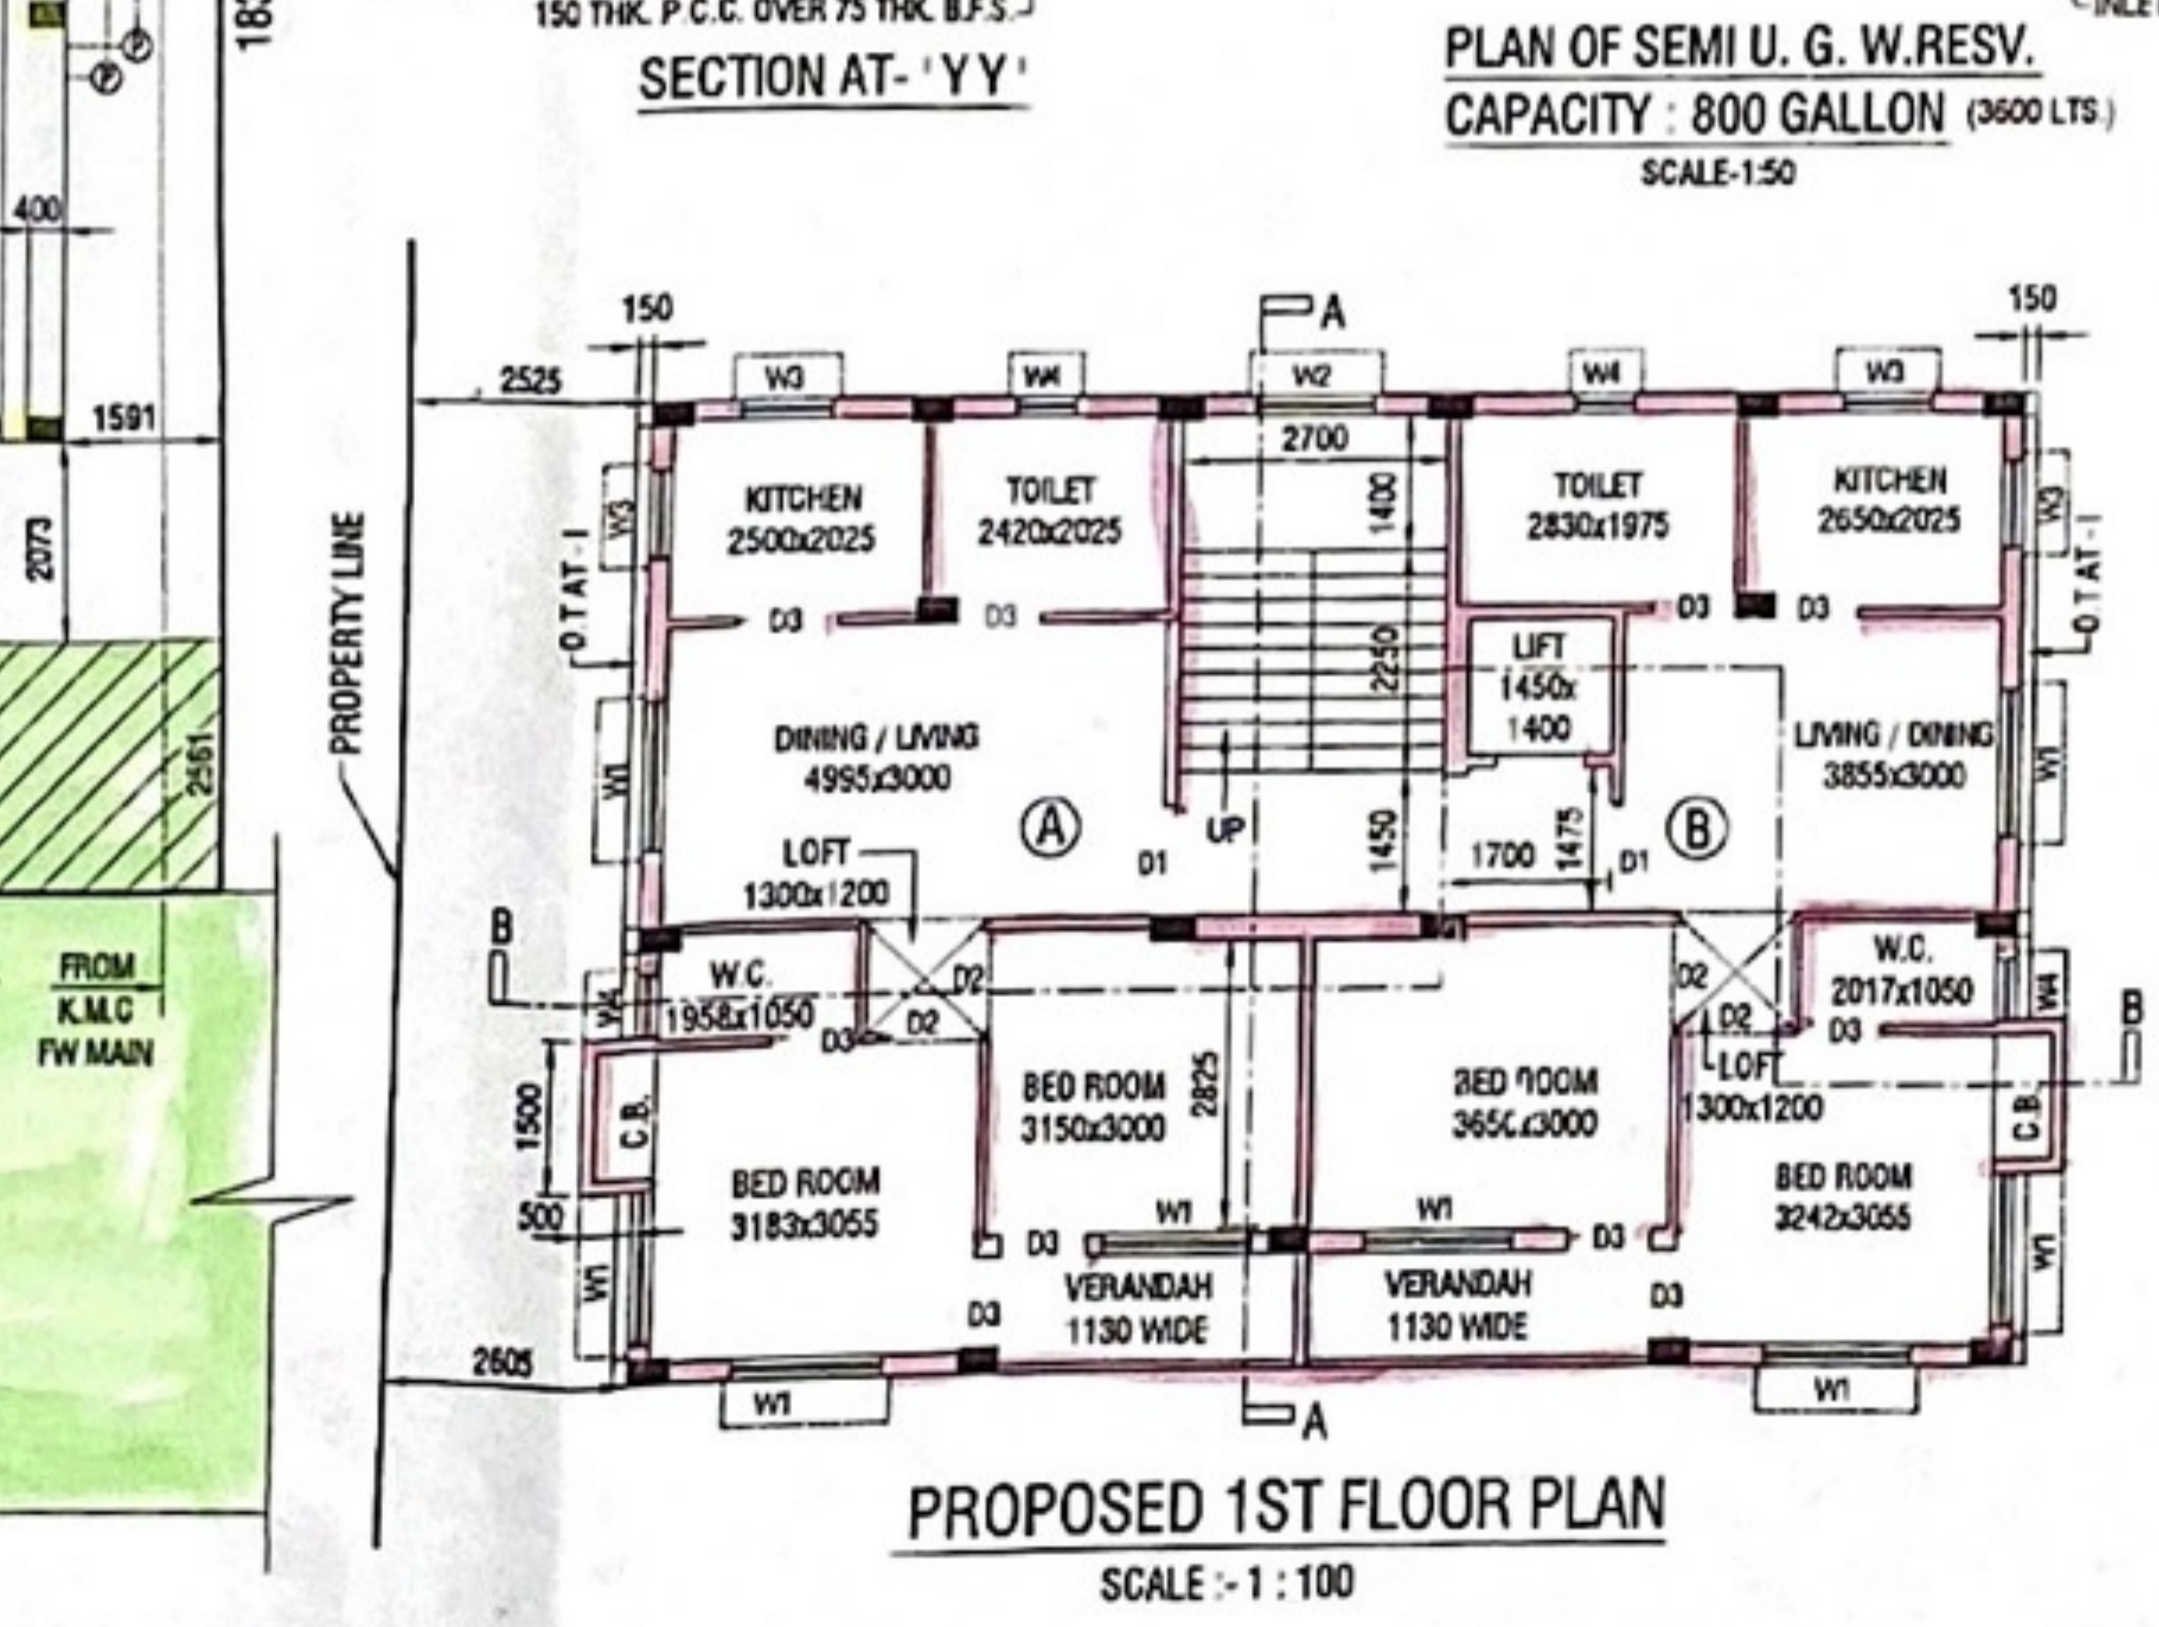 150 THK. P.C.C. OVER 75 THK. B.F.S.
SECTION AT- 'YY'
PLAN OF SEMI U. G. W.RESV.
CAPACITY : 800 GALLON (3600 LTS.)
SCALE-1:50
400
1591
2073
2561
FROM
K.M.C
FW MAIN
PROPERTY LINE
150
A
150
2525
W3
W4
W2
W4
W3
2700
1400
KITCHEN
2500x2025
TOILET
2420x2025
TOILET
2830x1975
KITCHEN
2650x2025
W3
W3
O.T AT - I
O.T AT - I
D3
D3
D3
D3
2250
LIFT
1450x
1400
DINING / LIVING
4995x3000
LIVING / DINING
3855x3000
W1
W1
A
B
UP
1450
1700
1475
D1
D1
LOFT
1300x1200
B
W.C.
1958x1050
D2
D2
D3
W4
D2
D2
W.C.
2017x1050
D3
W4
B
LOFT
1300x1200
1500
C.B.
C.B.
BED ROOM
3150x3000
2825
BED ROOM
3650x3000
BED ROOM
3183x3055
BED ROOM
3242x3055
500
W1
W1
D3
W1
D3
W1
D3
D3
VERANDAH
1130 WIDE
VERANDAH
1130 WIDE
2605
W1
W1
A
PROPOSED 1ST FLOOR PLAN
SCALE :- 1 : 100